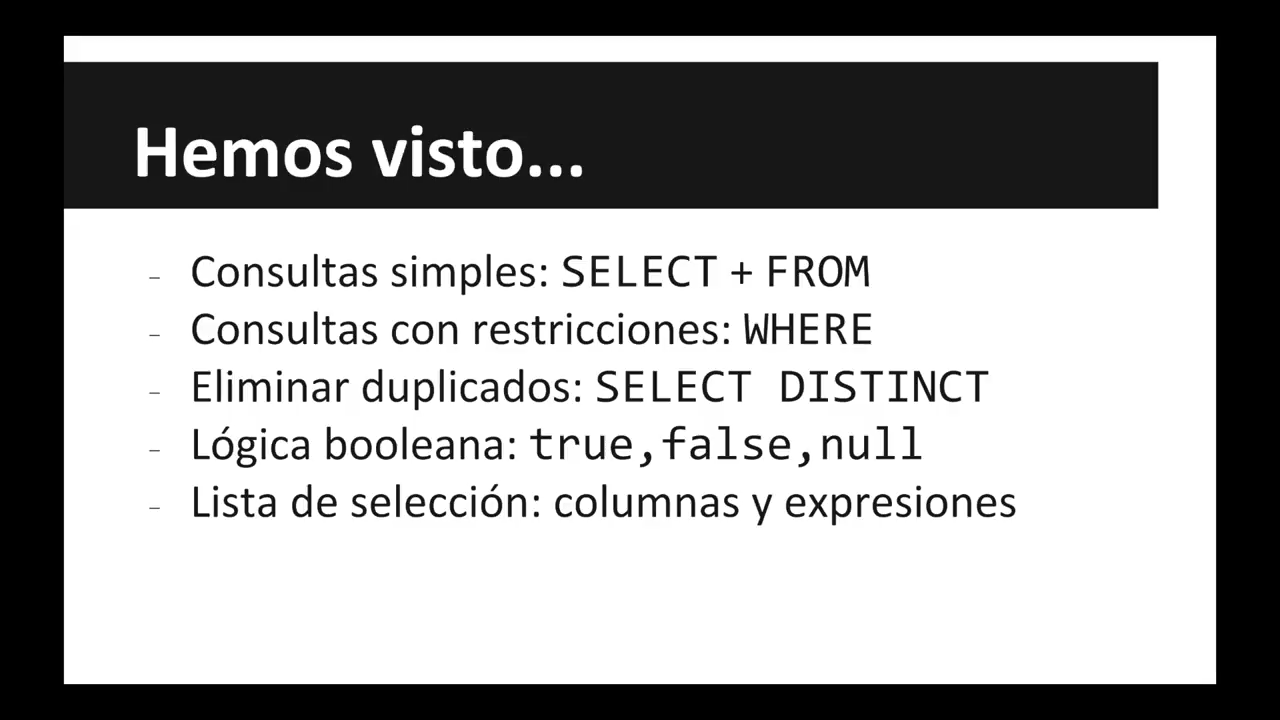 Hemos visto...
- Consultas simples: SELECT + FROM
- Consultas con restricciones: WHERE
- Eliminar duplicados: SELECT DISTINCT
- Lógica booleana: true,false,null
- Lista de selección: columnas y expresiones